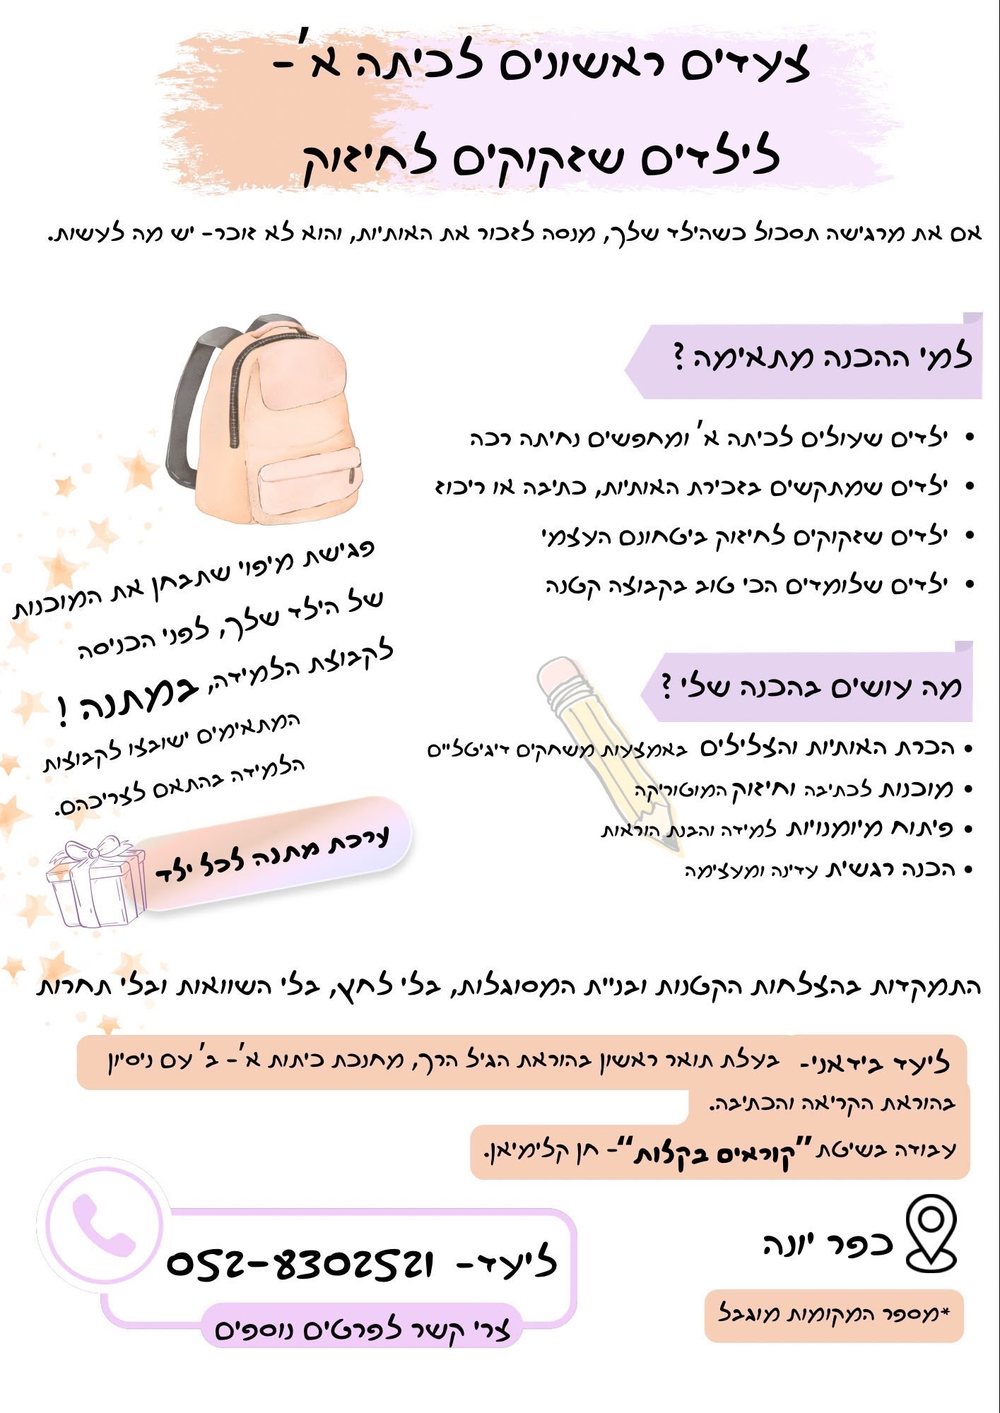 צעדים ראשונים לכיתה א'-
לילדים שזקוקים לחיזוק
אם את מרגישה תסכול כשהילד שלך, מנסה לזכור את האותיות, והוא לא זוכר- יש מה לעשות.
למי ההכנה מתאימה ?
• ילדים שעולים לכיתה א' ומחפשים נחיתה רכה
• ילדים שמתקשים בזכירת האותיות, כתיבה או ריכוז
• ילדים שזקוקים לחיזוק ביטחונם העצמי
• ילדים שלומדים הכי טוב בקבוצה קטנה
פגישת מיפוי שתבחן את המוכנות
של הילד שלך, לפני הכניסה
לקבוצת הלמידה, במתנה !
המתאימים ישובצו לקבוצות
הלמידה בהתאם לצריכהם.
ערכת מתנה לכל ילד
מה עושים בהכנה שלי ?
• הכרת האותיות והצלילים באמצעות משחקים דיגיטליים
• מוכנות לכתיבה וחיזוק המוטוריקה
• פיתוח מיומנויות למידה והבנת הוראות
• הכנה רגשית עדינה ומעצימה
התמקדות בהצלחות הקטנות ובניית המסוגלות, בלי לחץ, בלי השוואות ובלי תחרות
ליעד בידאני- בעלת תואר ראשון בהוראת הגיל הרך, מחנכת כיתות א'- ב' עם ניסיון
בהוראת הקריאה והכתיבה.
עבודה בשיטת "קוראים בקלות"- חן קלימיאן.
כפר יונה
*מספר המקומות מוגבל
ליעד- 052-8302521
צרי קשר לפרטים נוספים